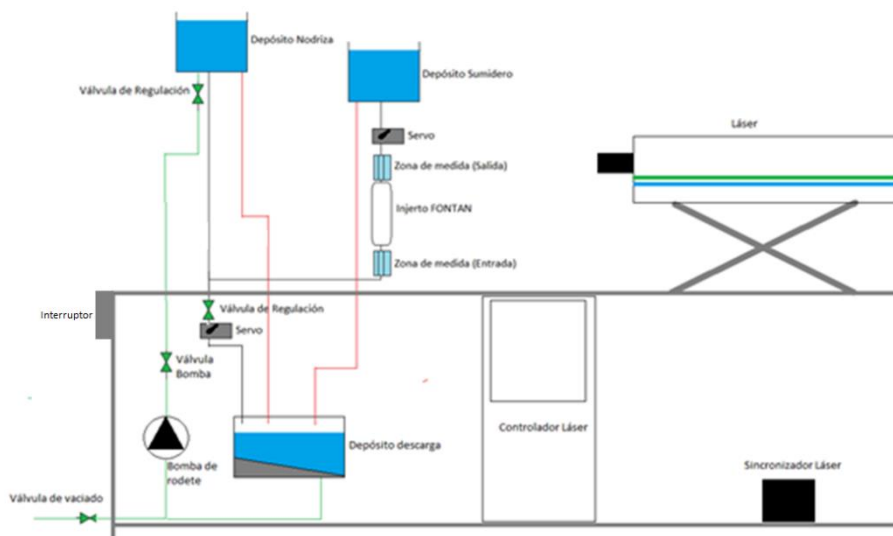 Depósito Nodriza
Depósito Sumidero
Válvula de Regulación
Servo
Láser
Zona de medida (Salida)
Injerto FONTAN
Zona de medida (Entrada)
Interruptor
Válvula de Regulación
Servo
Válvula
Bomba
Depósito descarga
Controlador Láser
Bomba de
rodete
Sincronizador Láser
Válvula de vaciado